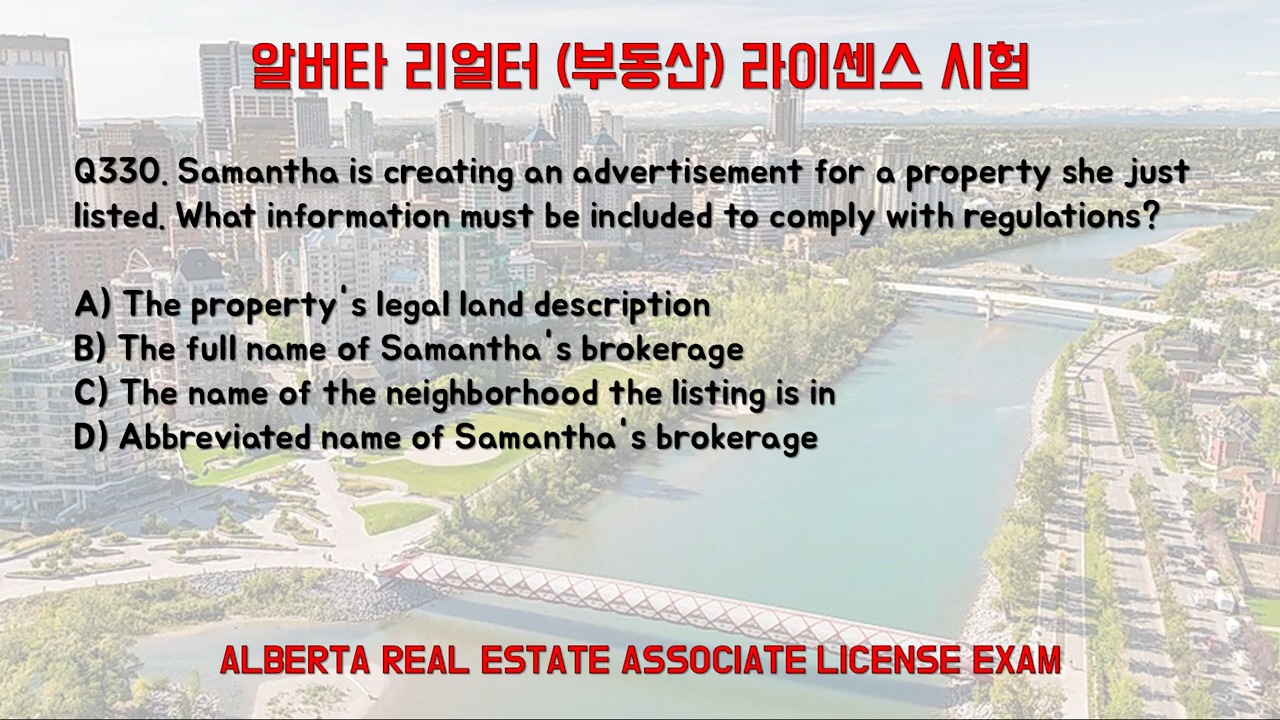 알버타 리얼터 (부동산) 라이센스 시험
Q330. Samantha is creating an advertisement for a property she just
listed. What information must be included to comply with regulations?
A) The property's legal land description
B) The full name of Samantha's brokerage
C) The name of the neighborhood the listing is in
D) Abbreviated name of Samantha's brokerage
ALBERTA REAL ESTATE ASSOCIATE LICENSE EXAM